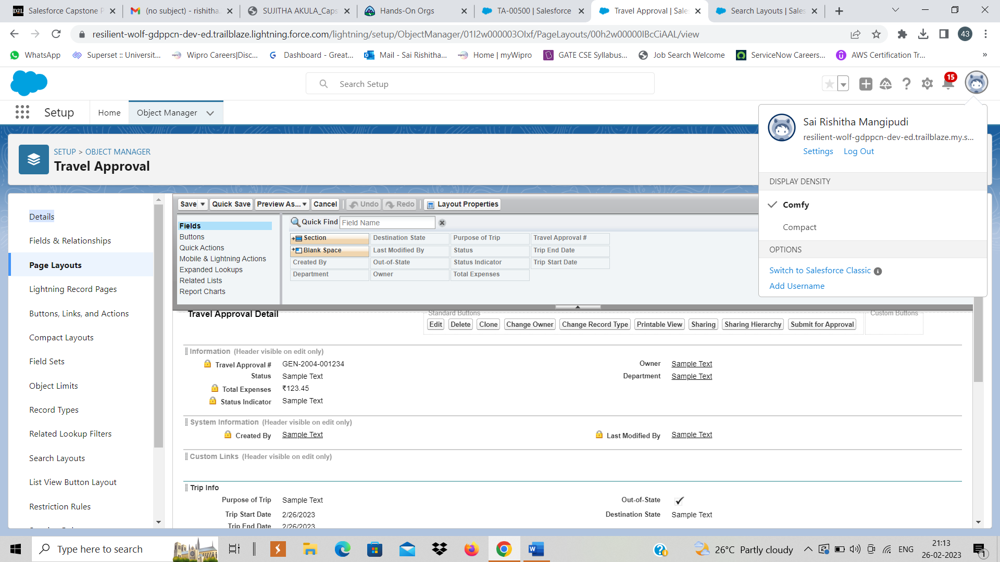 Salesforce Capstone P
(no subject) - rishitha.
SUJITHA AKULA_Caps
Hands-On Orgs
TA-00500 | Salesforce
Travel Approval | Sale
Search Layouts | Sales
resilient-wolf-gdppcn-dev-ed.trailblaze.lightning.force.com/lightning/setup/ObjectManager/01I2w000003OIxf/PageLayouts/00h2w00000IBcCiAAL/view
43
WhatsApp
Superset :: Universit...
Wipro Careers|Disc...
Dashboard - Great...
Mail - Sai Rishitha...
Home | myWipro
GATE CSE Syllabus...
Job Search Welcome
ServiceNow Careers...
AWS Certification Tr...
»
Search Setup
15
Setup
Home
Object Manager
Sai Rishitha Mangipudi
resilient-wolf-gdppcn-dev-ed.trailblaze.my.s...
Settings
Log Out
DISPLAY DENSITY
Comfy
Compact
OPTIONS
Switch to Salesforce Classic
Add Username
SETUP > OBJECT MANAGER
Travel Approval
Details
Fields & Relationships
Page Layouts
Lightning Record Pages
Buttons, Links, and Actions
Compact Layouts
Field Sets
Object Limits
Record Types
Related Lookup Filters
Search Layouts
List View Button Layout
Restriction Rules
Save
Quick Save
Preview As...
Cancel
Undo
Redo
Layout Properties
Fields
Buttons
Quick Actions
Mobile & Lightning Actions
Expanded Lookups
Related Lists
Report Charts
Quick Find
Field Name
Section
Destination State
Purpose of Trip
Travel Approval #
Blank Space
Last Modified By
Status
Trip End Date
Created By
Out-of-State
Status Indicator
Trip Start Date
Department
Owner
Total Expenses
Travel Approval Detail
Standard Buttons
Custom Buttons
Edit
Delete
Clone
Change Owner
Change Record Type
Printable View
Sharing
Sharing Hierarchy
Submit for Approval
Information (Header visible on edit only)
Travel Approval # GEN-2004-001234
Owner Sample Text
Status Sample Text
Department Sample Text
Total Expenses ₹123.45
Status Indicator Sample Text
System Information (Header visible on edit only)
Created By Sample Text
Last Modified By Sample Text
Custom Links (Header visible on edit only)
Trip Info
Purpose of Trip Sample Text
Out-of-State
Trip Start Date 2/26/2023
Destination State Sample Text
Trip End Date 2/26/2023
Type here to search
26°C Partly cloudy
ENG
21:13
26-02-2023
1